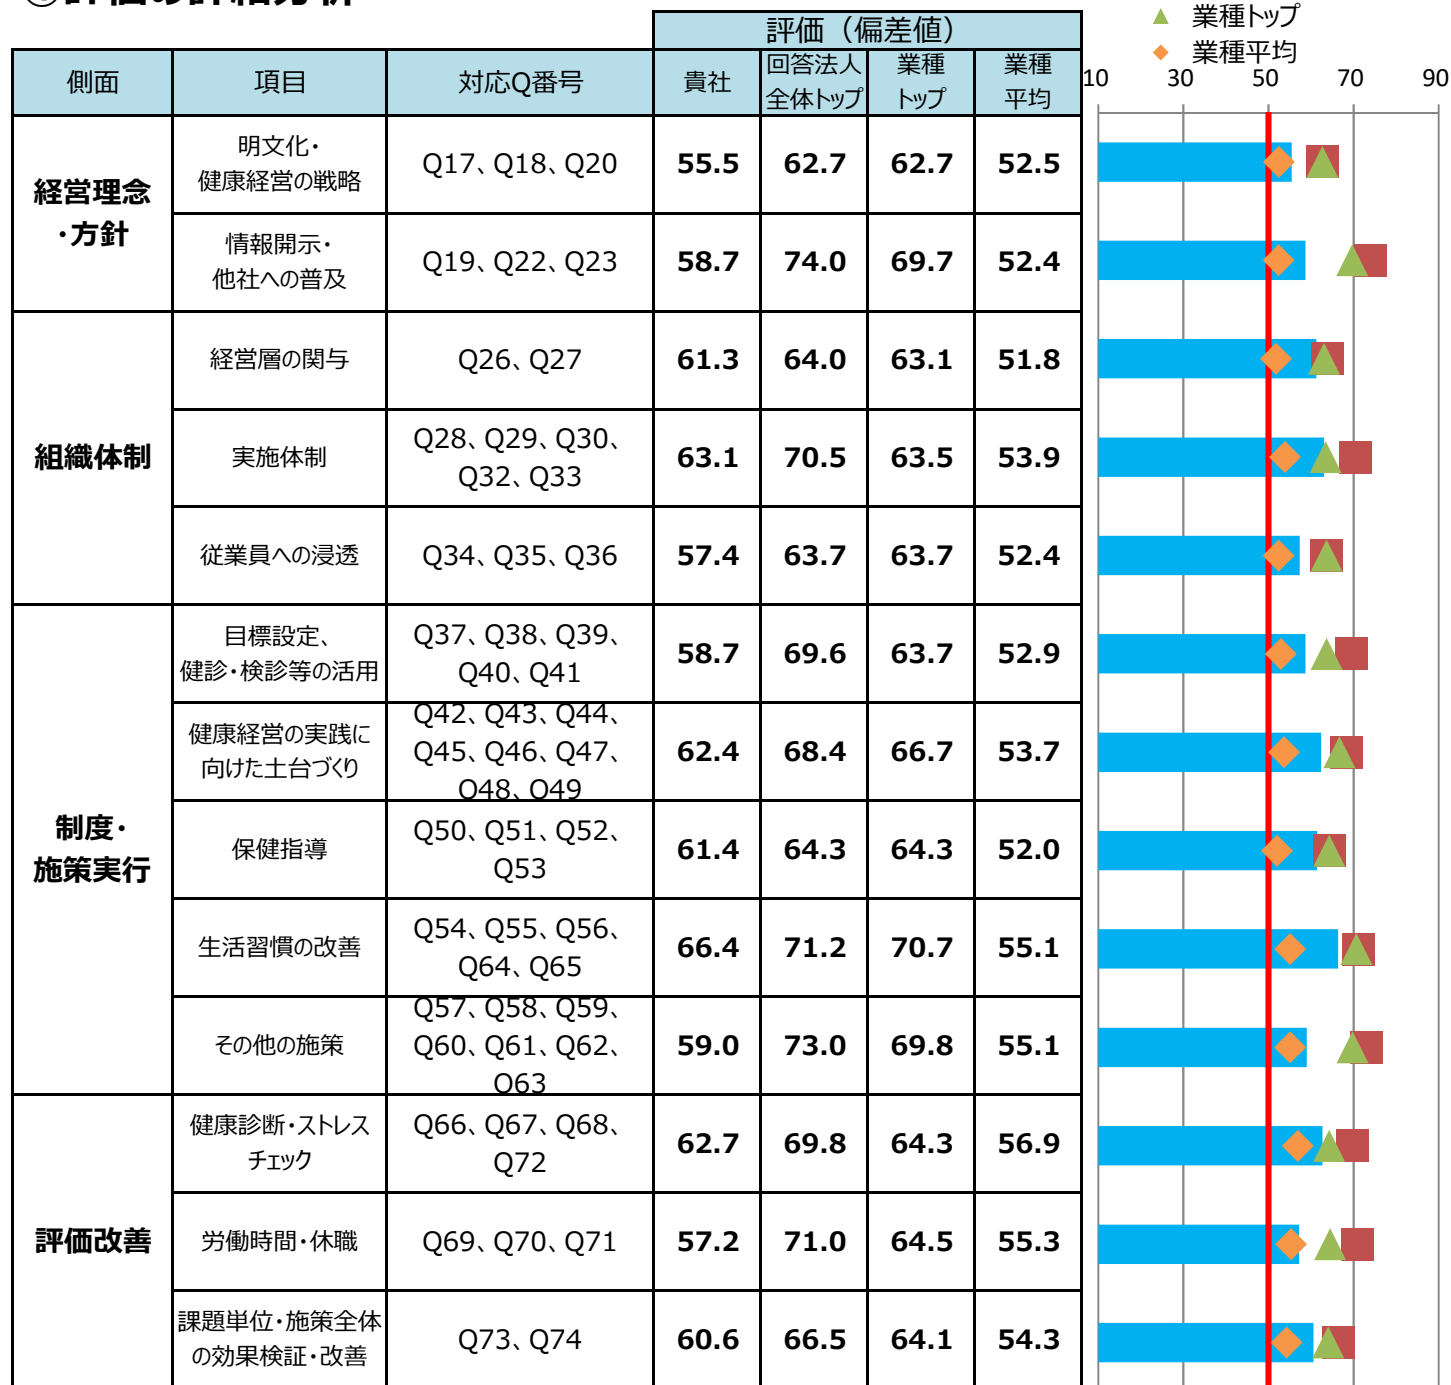 評価（偏差値）
業種トップ
業種平均
側面 項目 対応Q番号 貴社 回答法人全体トップ 業種トップ 業種平均
10 30 50 70 90
経営理念・方針
明文化・健康経営の戦略 Q17、Q18、Q20 55.5 62.7 62.7 52.5
情報開示・他社への普及 Q19、Q22、Q23 58.7 74.0 69.7 52.4
組織体制
経営層の関与 Q26、Q27 61.3 64.0 63.1 51.8
実施体制 Q28、Q29、Q30、Q32、Q33 63.1 70.5 63.5 53.9
従業員への浸透 Q34、Q35、Q36 57.4 63.7 63.7 52.4
制度・施策実行
目標設定、健診・検診等の活用 Q37、Q38、Q39、Q40、Q41 58.7 69.6 63.7 52.9
健康経営の実践に向けた土台づくり Q42、Q43、Q44、Q45、Q46、Q47、Q48、Q49 62.4 68.4 66.7 53.7
保健指導 Q50、Q51、Q52、Q53 61.4 64.3 64.3 52.0
生活習慣の改善 Q54、Q55、Q56、Q64、Q65 66.4 71.2 70.7 55.1
その他の施策 Q57、Q58、Q59、Q60、Q61、Q62、Q63 59.0 73.0 69.8 55.1
評価改善
健康診断・ストレスチェック Q66、Q67、Q68、Q72 62.7 69.8 64.3 56.9
労働時間・休職 Q69、Q70、Q71 57.2 71.0 64.5 55.3
課題単位・施策全体の効果検証・改善 Q73、Q74 60.6 66.5 64.1 54.3